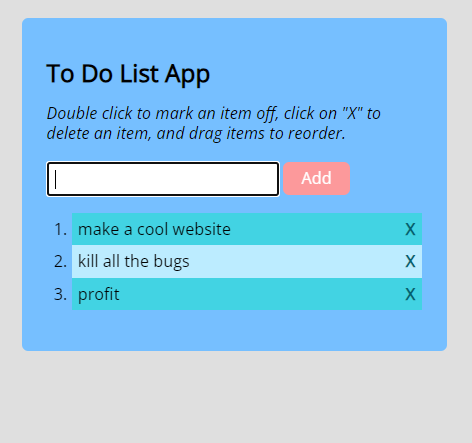 To Do List App
Double click to mark an item off, click on "X" to
delete an item, and drag items to reorder.
Add
1. make a cool website X
2. kill all the bugs X
3. profit X